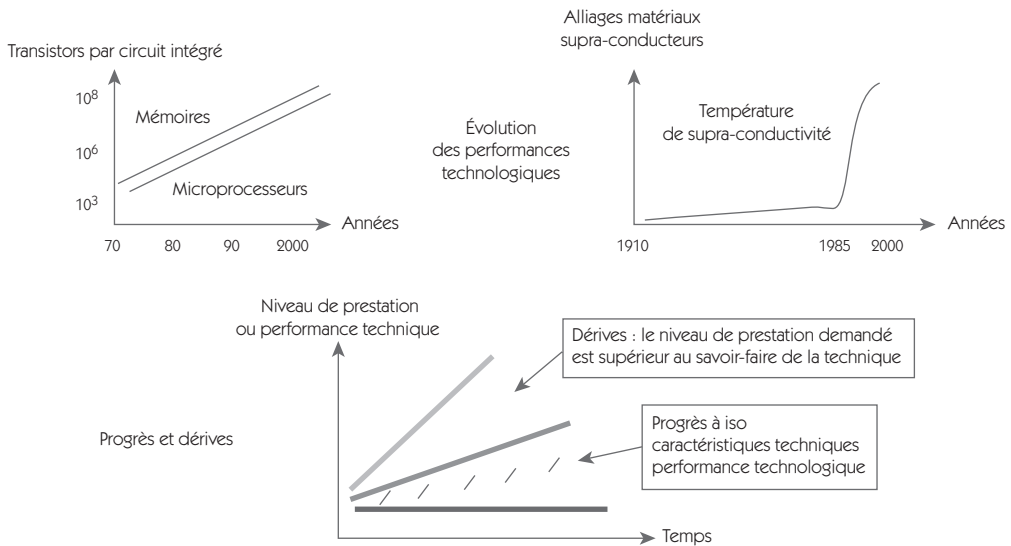 Transistors par circuit intégré
10⁸
10⁶
10³
Mémoires
Microprocesseurs
Années
70 80 90 2000
Évolution
des performances
technologiques
Alliages matériaux
supra-conducteurs
Température
de supra-conductivité
Années
1910 1985 2000
Niveau de prestation
ou performance technique
Dérives : le niveau de prestation demandé
est supérieur au savoir-faire de la technique
Progrès à iso
caractéristiques techniques
performance technologique
Progrès et dérives
Temps